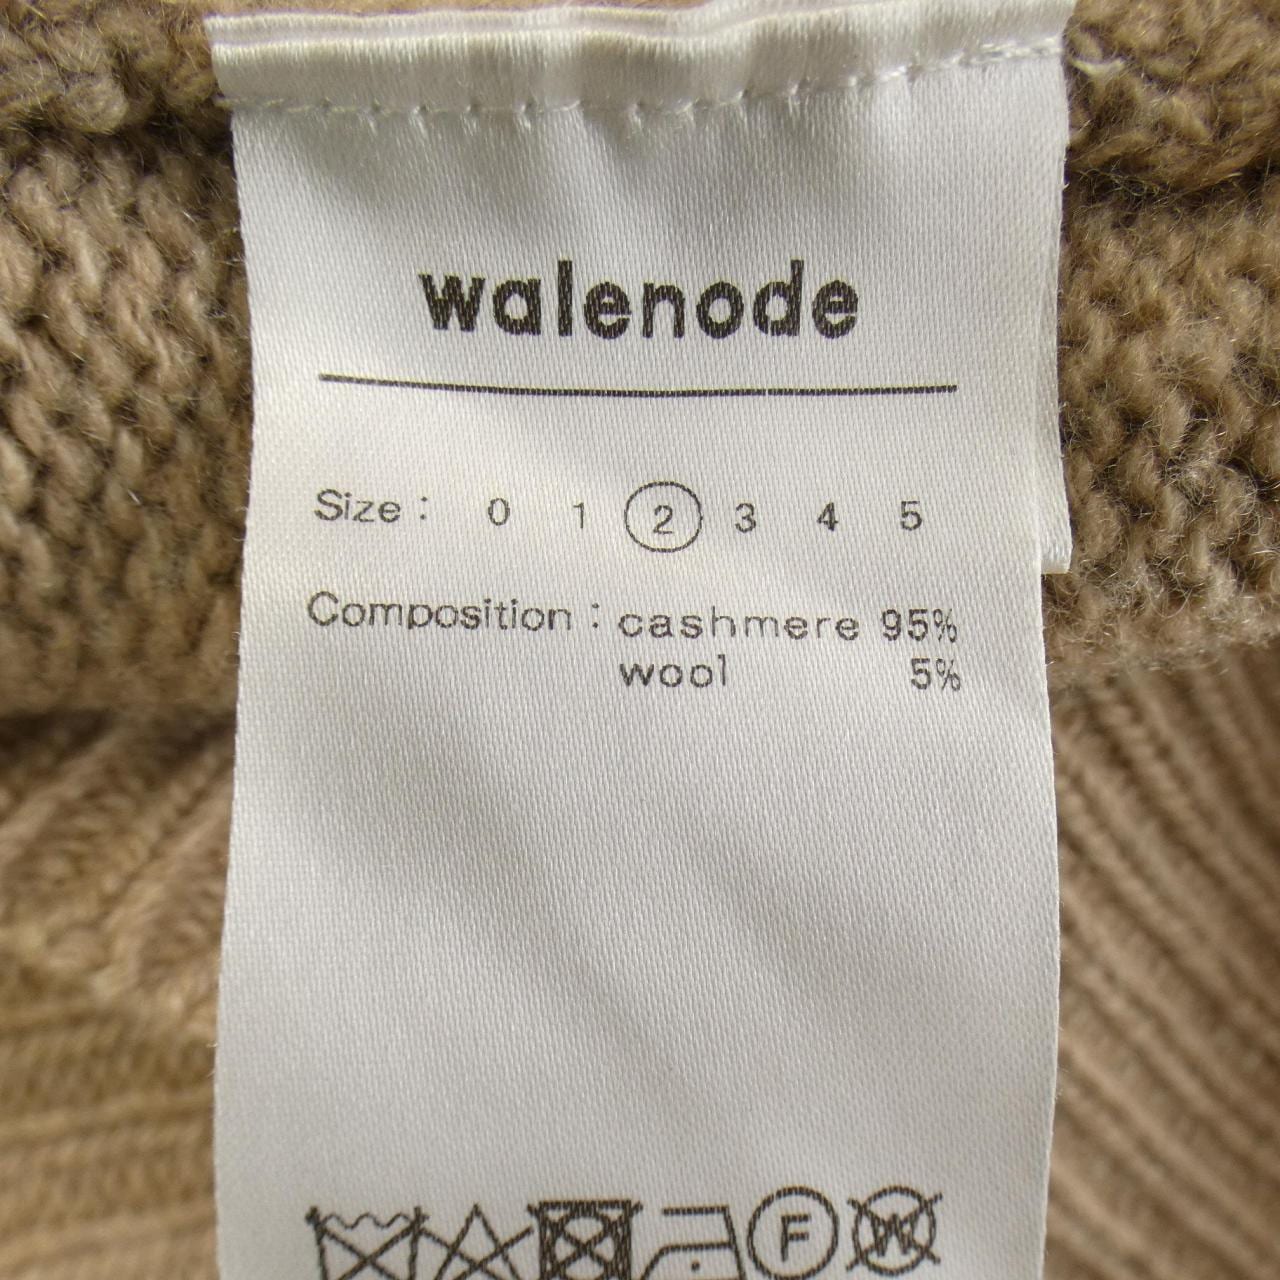 walenode
Size: 0 1 2 3 4 5
Composition: cashmere 95%
wool 5%
F W